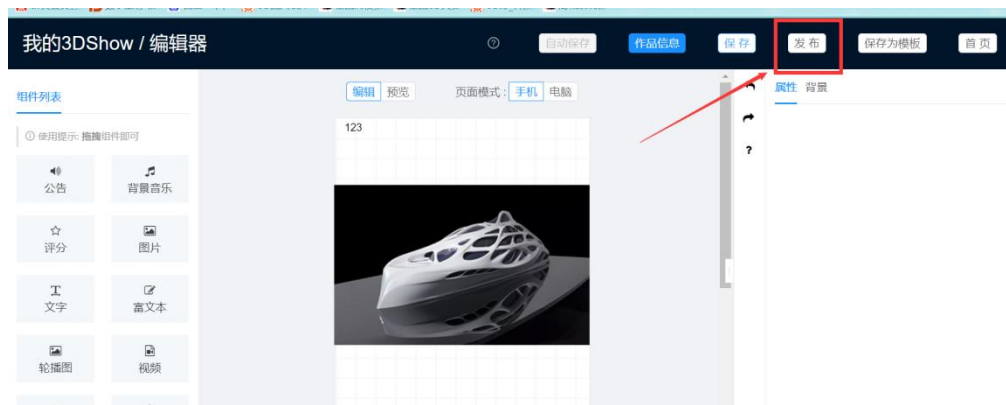 我的3DShow / 编辑器
自动保存 作品信息 保存 发布 保存为模板 首页
组件列表
编辑 预览 页面模式: 手机 电脑
属性 背景
使用提示: 拖拽组件即可
123
?
公告 背景音乐
评分 图片
文字 富文本
轮播图 视频